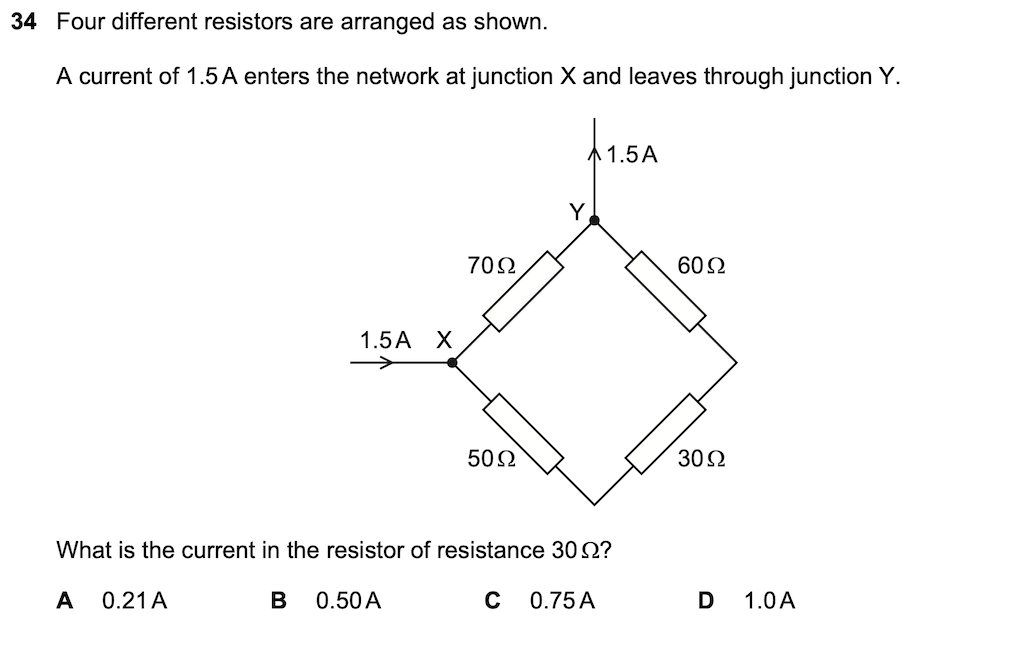 34 Four different resistors are arranged as shown.
A current of 1.5 A enters the network at junction X and leaves through junction Y.
1.5 A
Y
70 Ω 60 Ω
1.5 A X
50 Ω 30 Ω
What is the current in the resistor of resistance 30 Ω?
A 0.21 A B 0.50 A C 0.75 A D 1.0 A